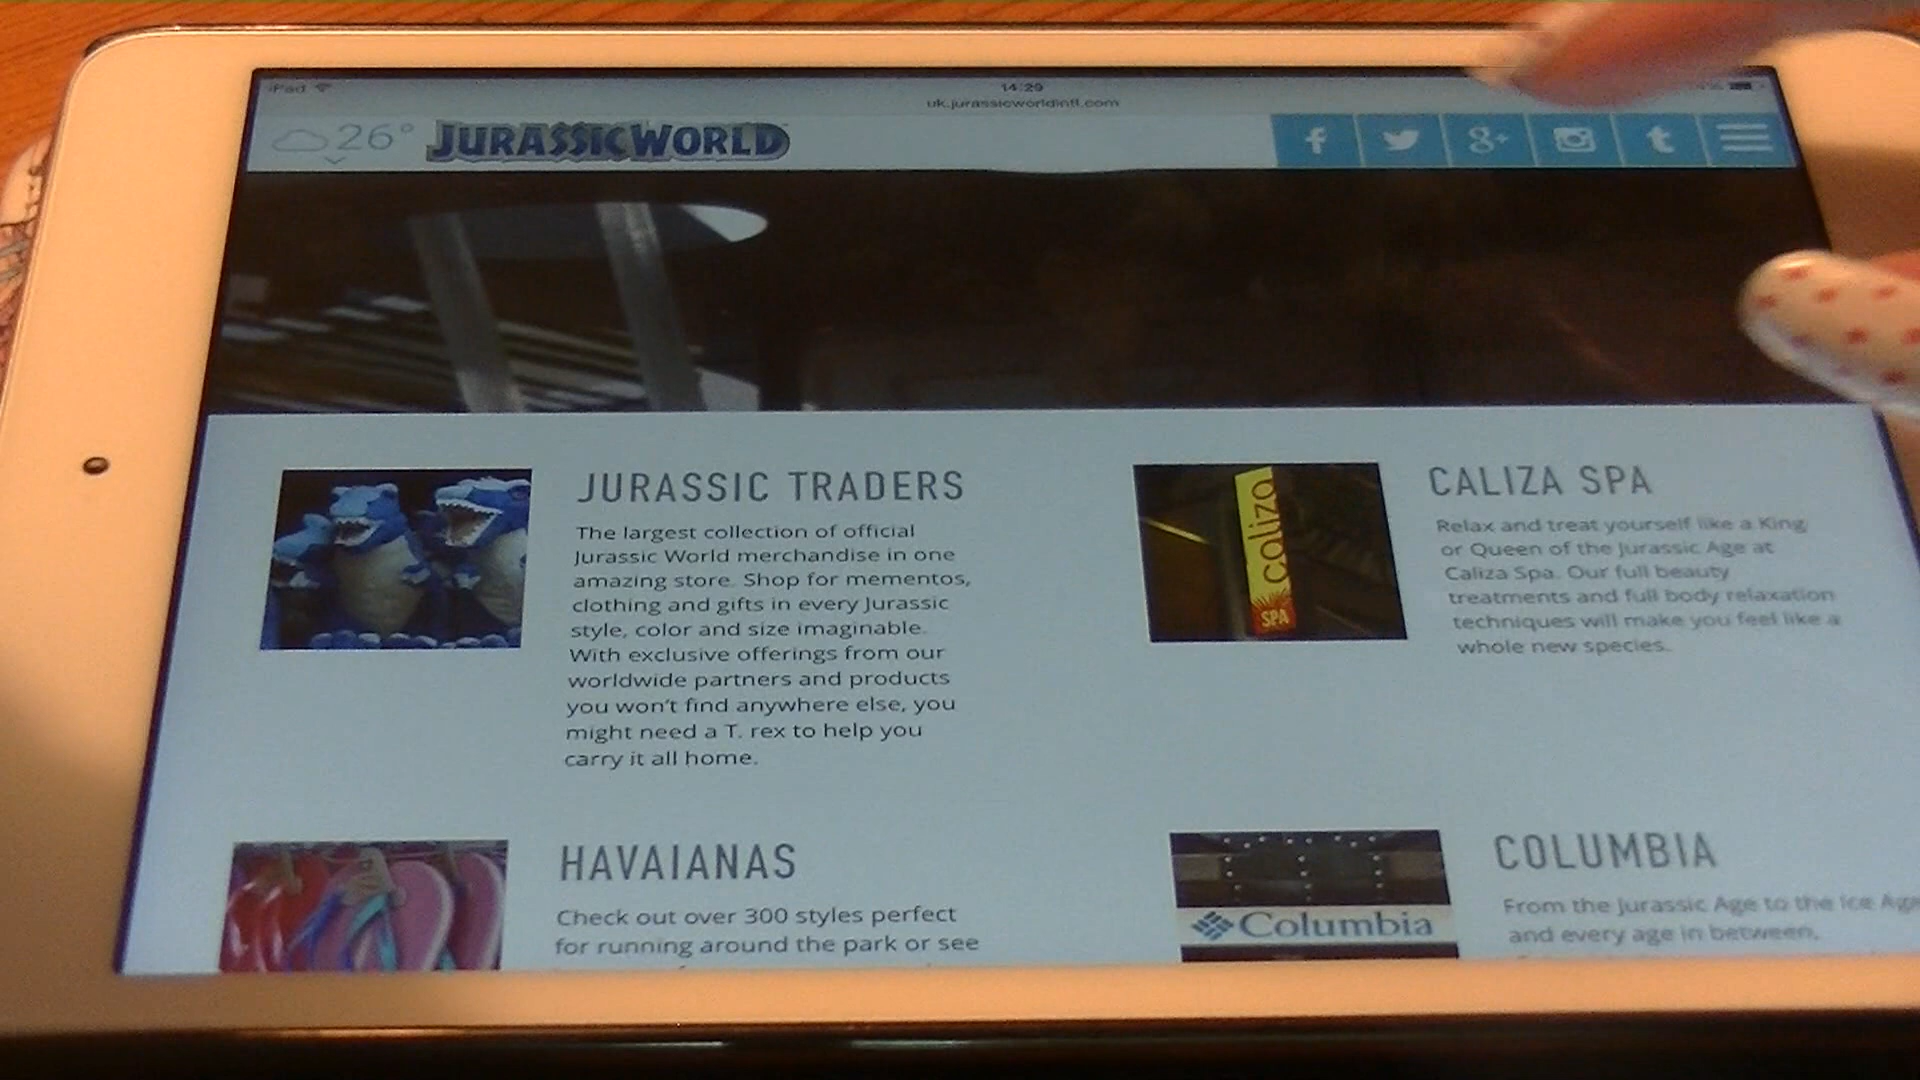 iPad
14:29
uk.jurassicworldintl.com
26°
JURASSIC WORLD
f
g+
t
JURASSIC TRADERS
The largest collection of official
Jurassic World merchandise in one
amazing store. Shop for mementos,
clothing and gifts in every Jurassic
style, color and size imaginable.
With exclusive offerings from our
worldwide partners and products
you won't find anywhere else, you
might need a T. rex to help you
carry it all home.
caliza
SPA
CALIZA SPA
Relax and treat yourself like a King
or Queen of the Jurassic Age at
Caliza Spa. Our full beauty
treatments and full body relaxation
techniques will make you feel like a
whole new species.
HAVAIANAS
Check out over 300 styles perfect
for running around the park or see
Columbia
COLUMBIA
From the Jurassic Age to the Ice Age
and every age in between,